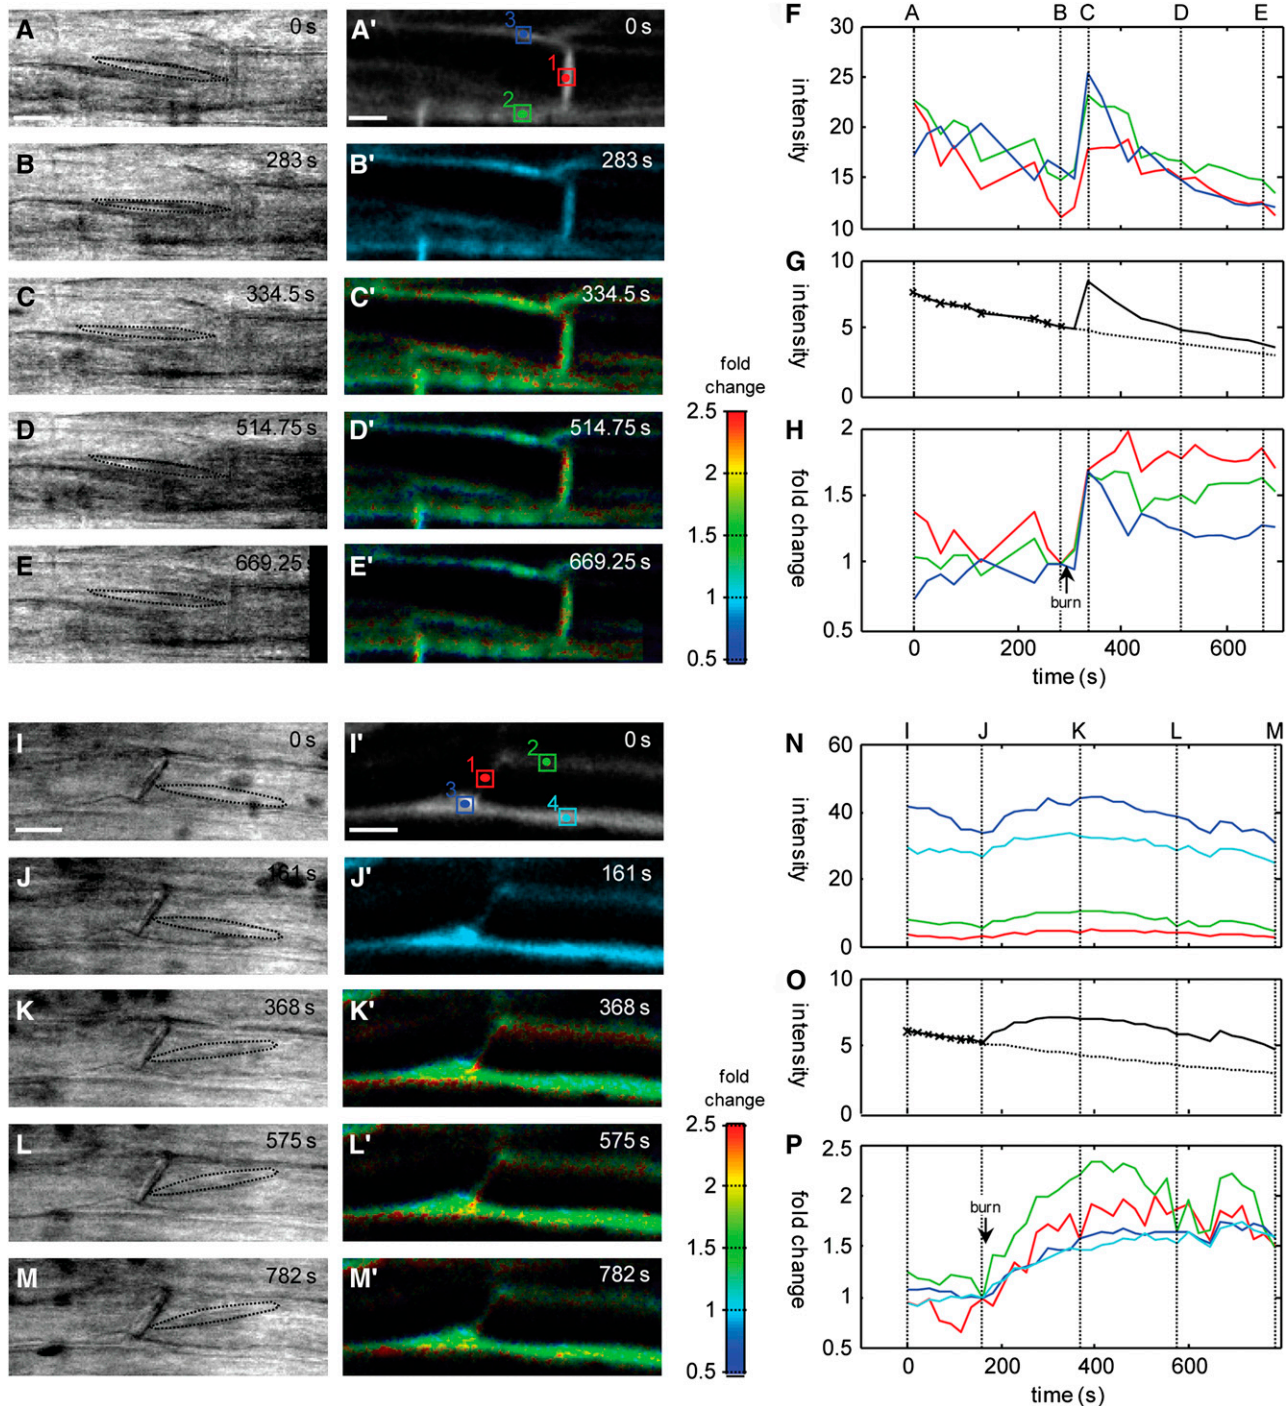 A 0 s
A' 0 s
3
1
2
B 283 s
B' 283 s
C 334.5 s
C' 334.5 s
D 514.75 s
D' 514.75 s
E 669.25 s
E' 669.25 s
fold
change
2.5
2
1.5
1
0.5
F
A B C D E
30
25
20
15
10
intensity
G
10
5
0
intensity
H
2
1.5
1
0.5
fold change
burn
0 200 400 600
time (s)
I 0 s
I' 0 s
1
2
3
4
J 161 s
J' 161 s
K 368 s
K' 368 s
L 575 s
L' 575 s
M 782 s
M' 782 s
fold
change
2.5
2
1.5
1
0.5
N
I J K L M
60
40
20
0
intensity
O
10
5
0
intensity
P
2.5
2
1.5
1
0.5
fold change
burn
0 200 400 600
time (s)